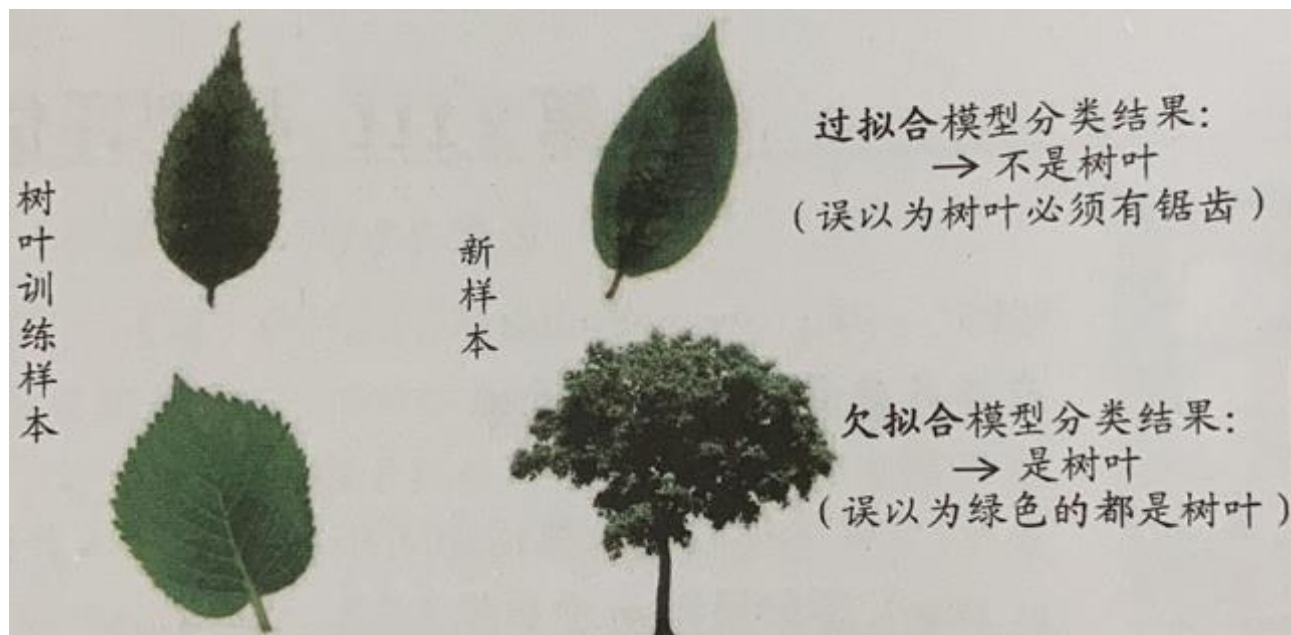 树叶训练样本
新样本
过拟合模型分类结果:
→ 不是树叶
(误以为树叶必须有锯齿)
欠拟合模型分类结果:
→ 是树叶
(误以为绿色的都是树叶)